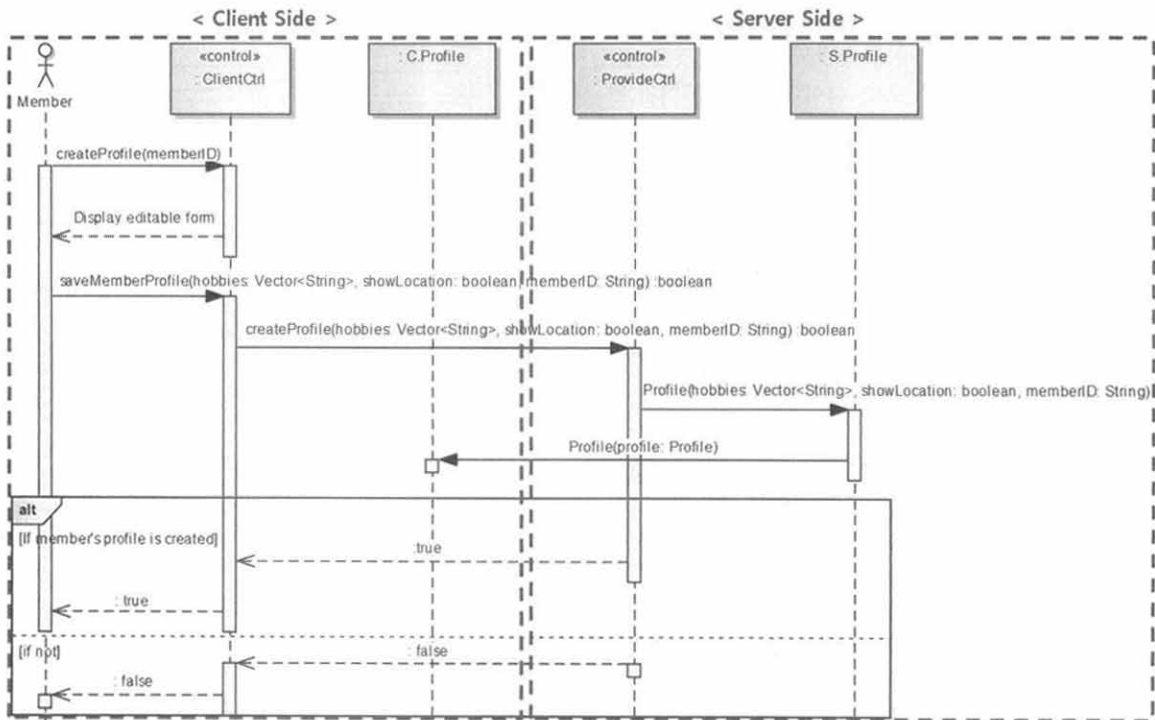 < Client Side >
< Server Side >
Member
«control»
: ClientCtrl
: C.Profile
«control»
: ProvideCtrl
: S.Profile
createProfile(memberID)
Display editable form
saveMemberProfile(hobbies: Vector<String>, showLocation: boolean, memberID: String) :boolean
createProfile(hobbies: Vector<String>, showLocation: boolean, memberID: String) :boolean
Profile(hobbies: Vector<String>, showLocation: boolean, memberID: String)
Profile(profile: Profile)
alt
[If member's profile is created]
:true
: true
[if not]
: false
: false